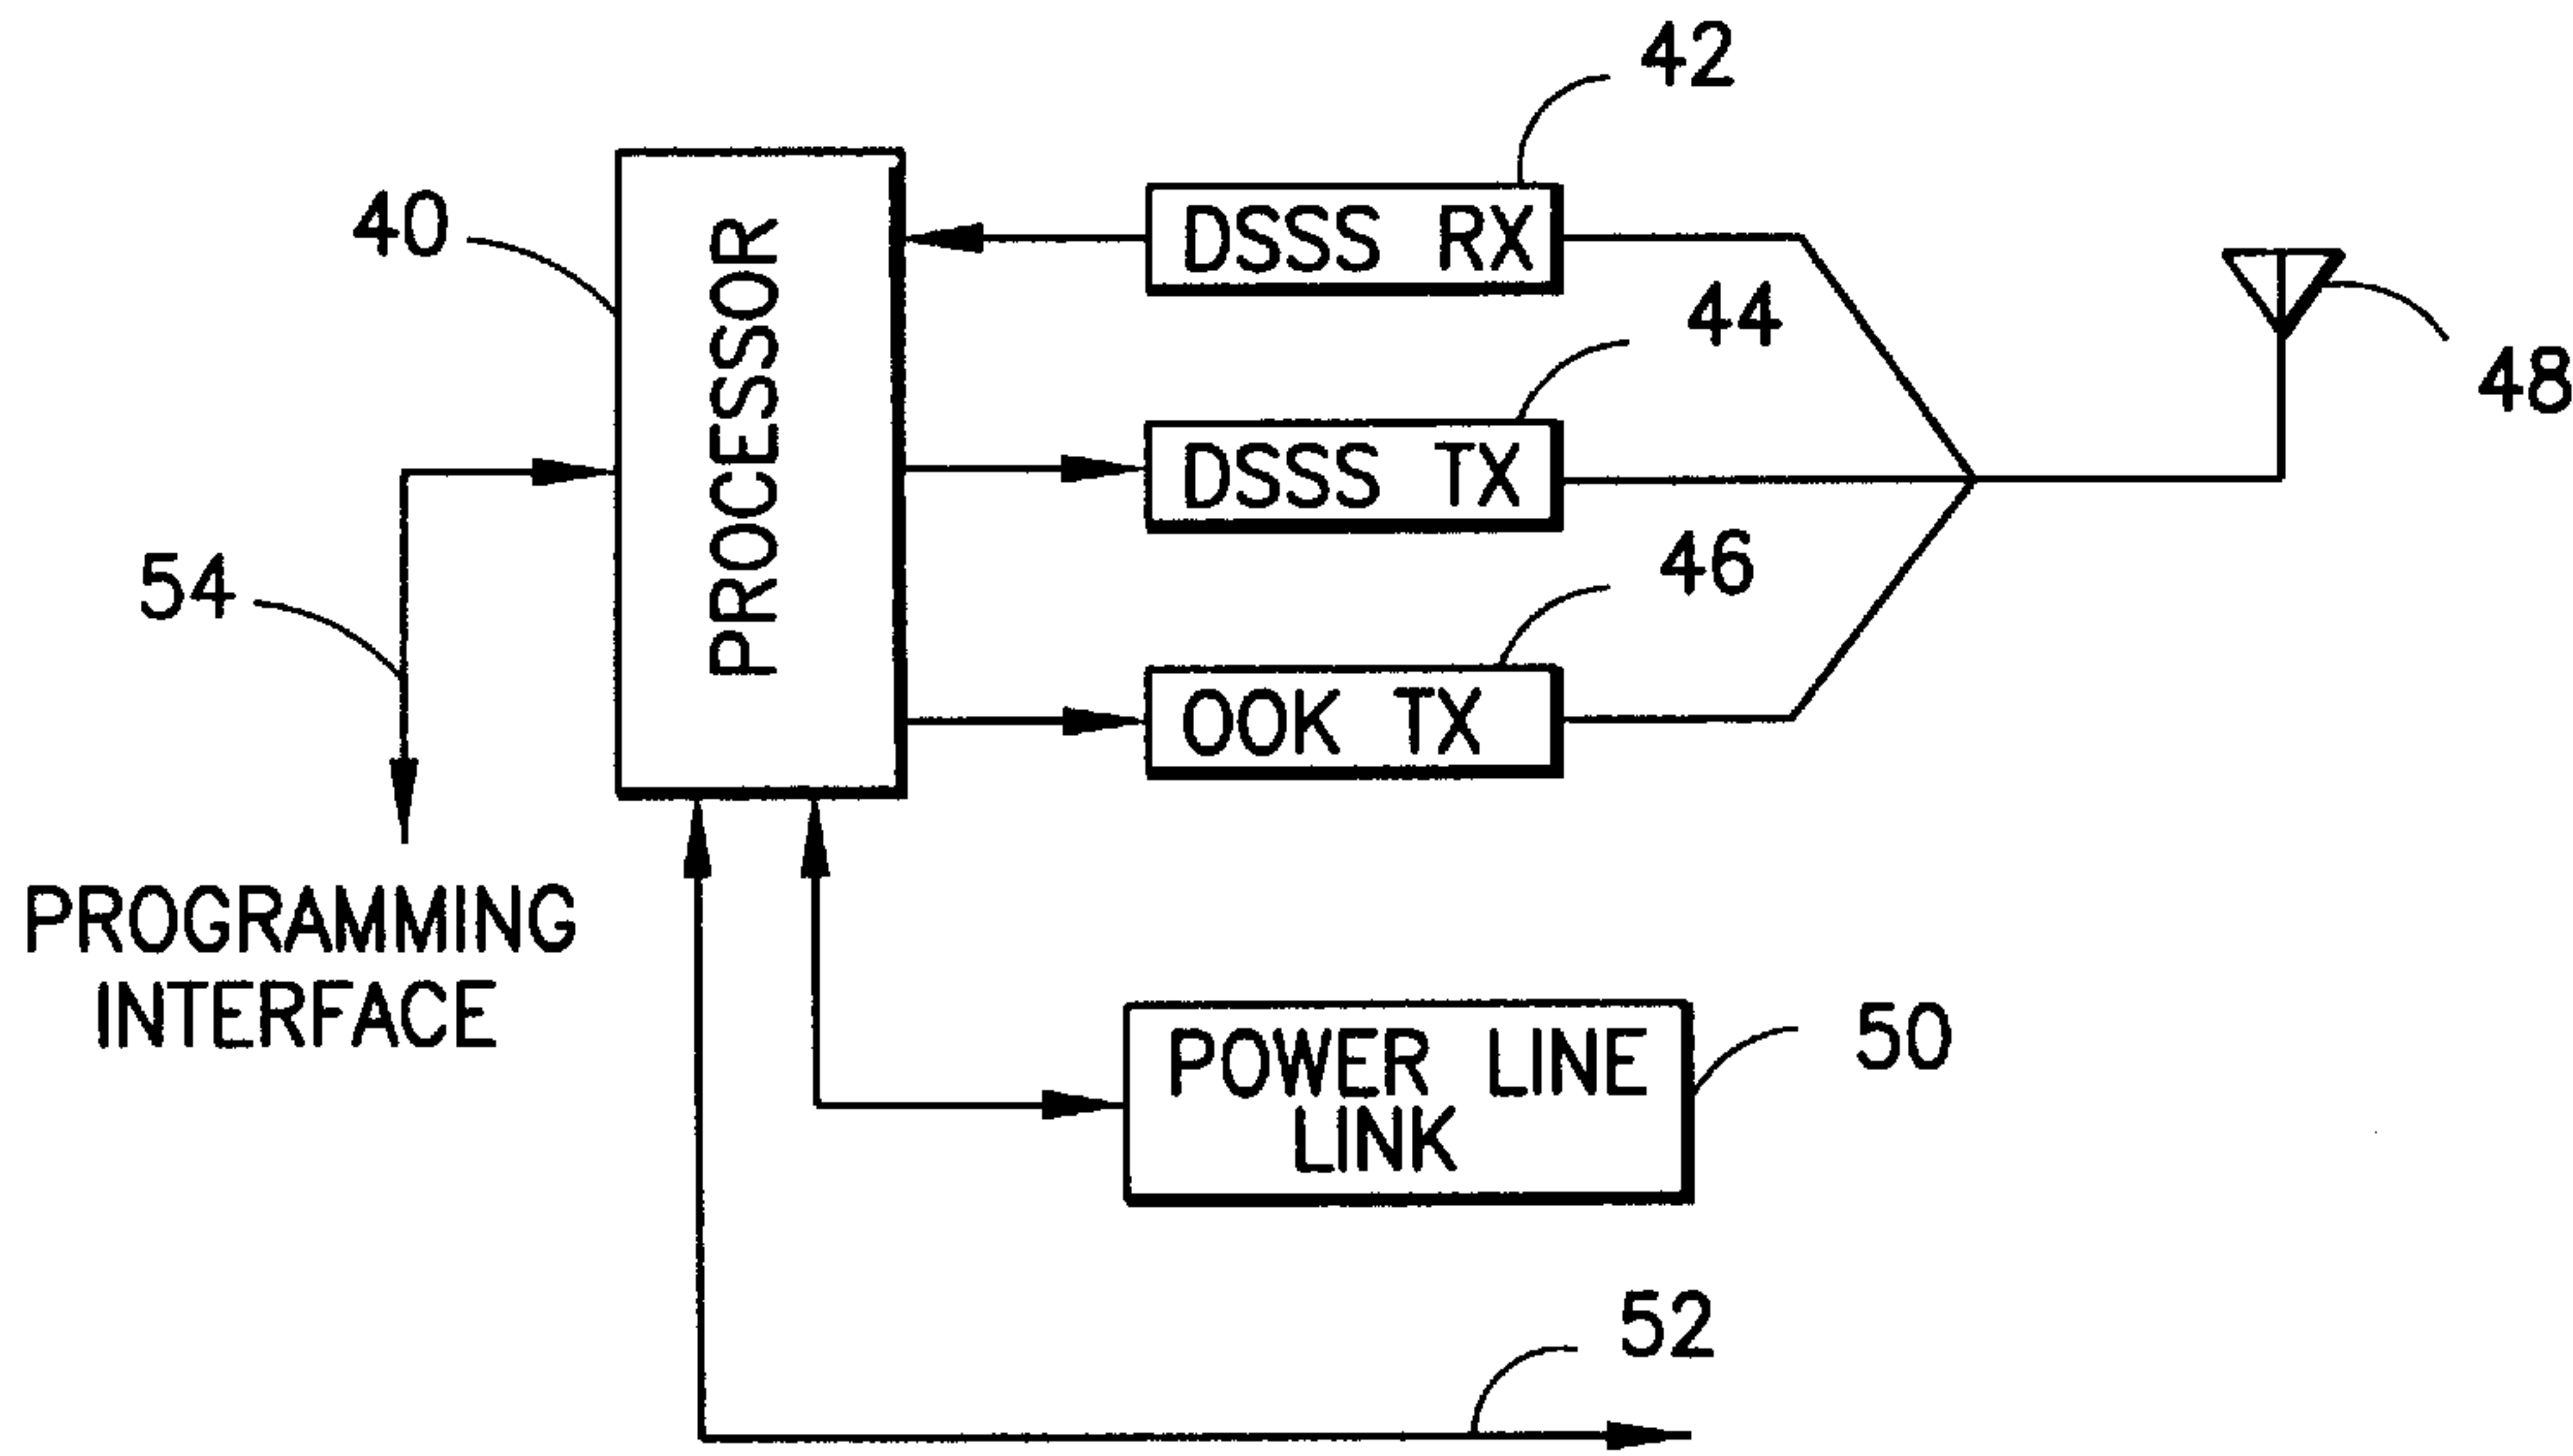 42
40
PROCESSOR
DSSS RX
44
48
DSSS TX
54
46
OOK TX
PROGRAMMING
INTERFACE
POWER LINE
LINK
50
52